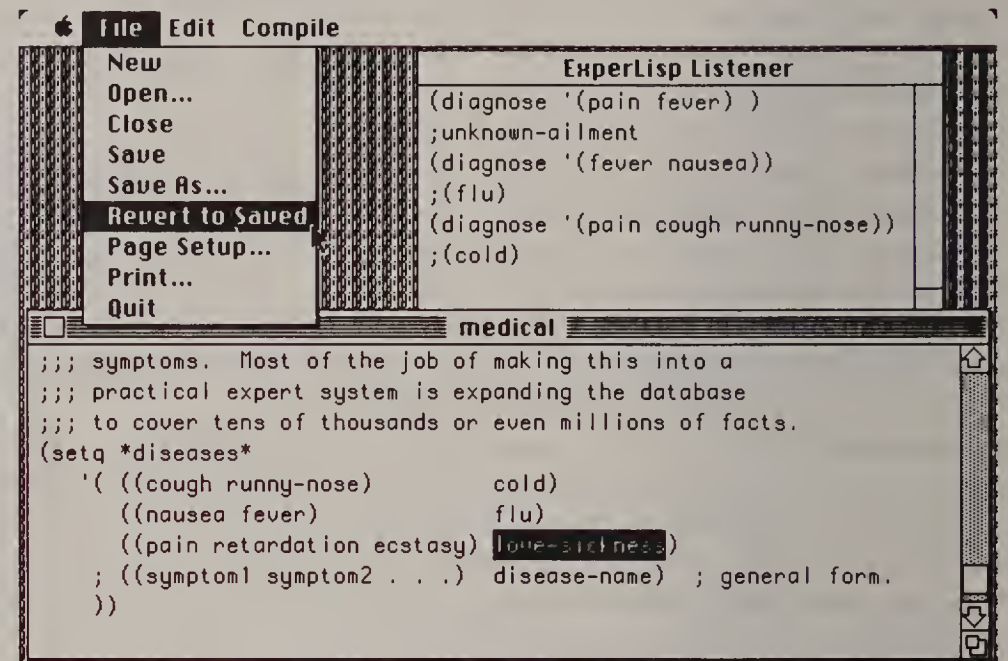 File Edit Compile
New
Open...
Close
Save
Save As...
Revert to Saved
Page Setup...
Print...
Quit
ExperLisp Listener
(diagnose '(pain fever) )
;unknown-ailment
(diagnose '(fever nausea))
;(flu)
(diagnose '(pain cough runny-nose))
;(cold)
medical
;;; symptoms. Most of the job of making this into a
;;; practical expert system is expanding the database
;;; to cover tens of thousands or even millions of facts.
(setq *diseases*
'( ((cough runny-nose) cold)
((nausea fever) flu)
((pain retardation ecstasy) love-sickness)
; ((symptom1 symptom2 . . .) disease-name) ; general form.
))